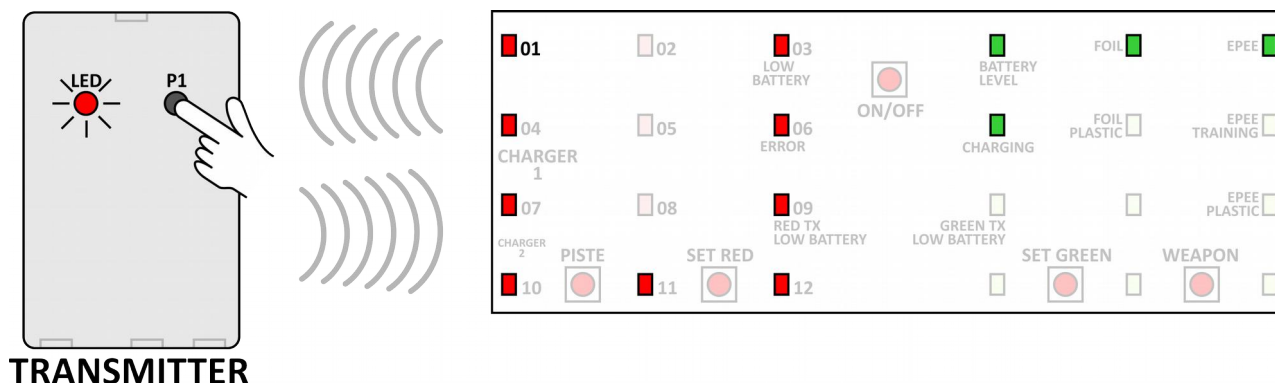 LED
P1
TRANSMITTER
01
02
03
LOW
BATTERY
ON/OFF
BATTERY
LEVEL
FOIL
EPEE
04
05
06
ERROR
CHARGING
FOIL
PLASTIC
EPEE
TRAINING
CHARGER
1
07
08
09
RED TX
LOW BATTERY
GREEN TX
LOW BATTERY
EPEE
PLASTIC
CHARGER
2
PISTE
SET RED
SET GREEN
WEAPON
10
11
12